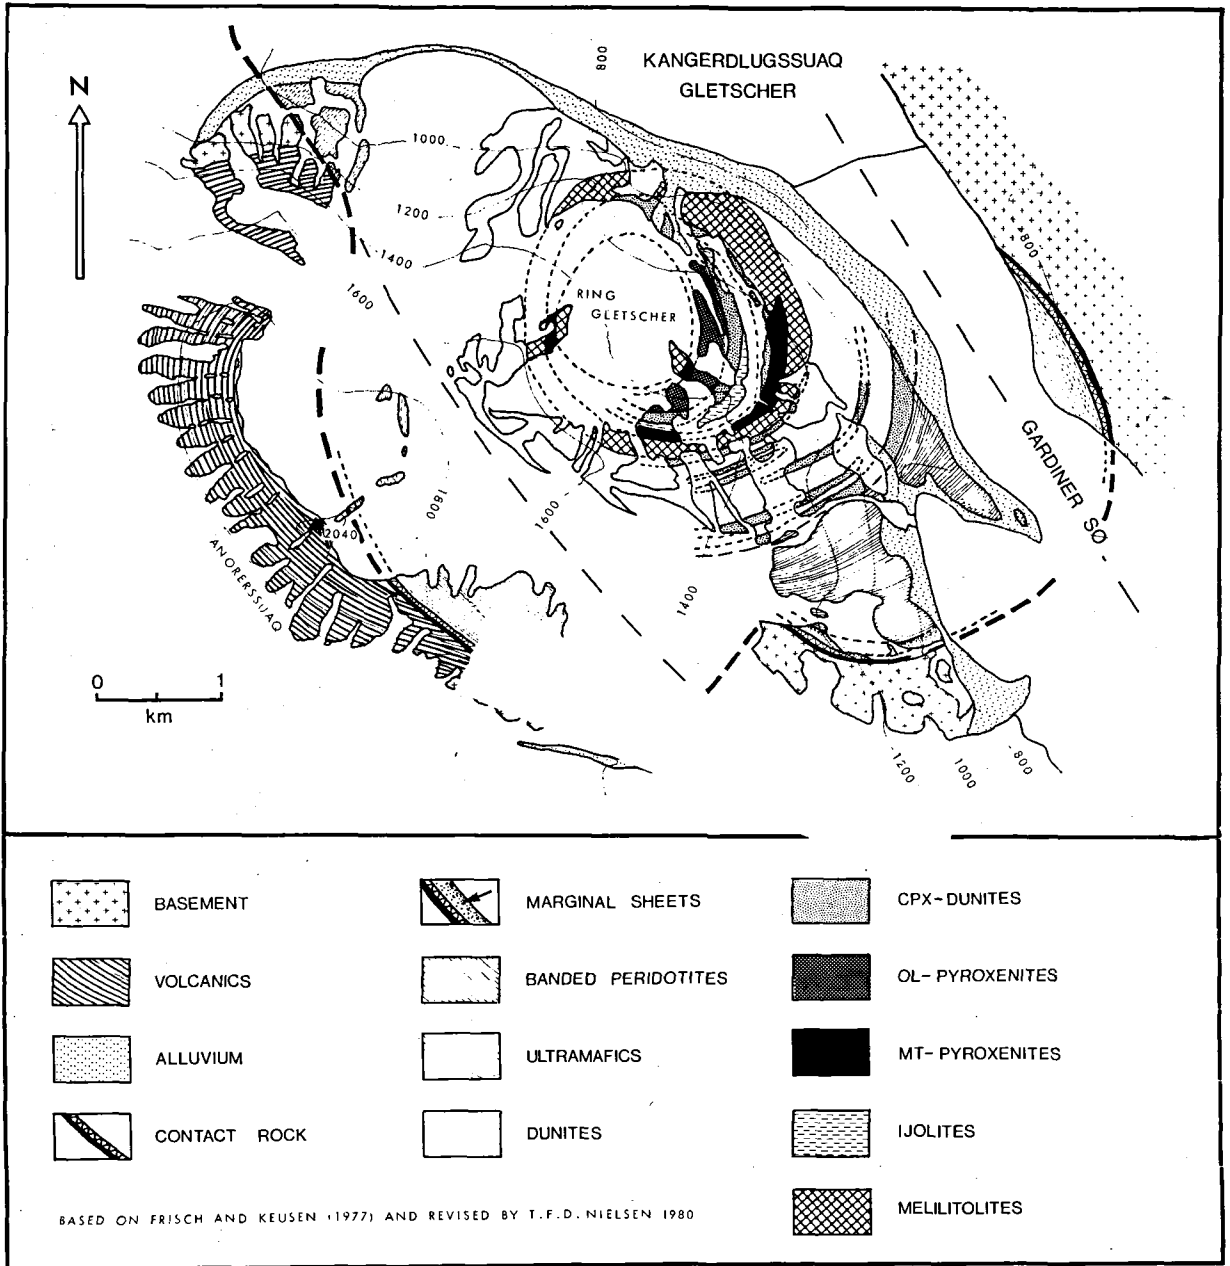 N
800
KANGERDLUGSSUAQ
GLETSCHER
1000
1200
1400
1600
800
RING
GLETSCHER
GARDINER SØ
1800
1600
2040
ANORERSSUAQ
1400
0 1
km
1200
1000
800
BASEMENT
VOLCANICS
ALLUVIUM
CONTACT ROCK
MARGINAL SHEETS
BANDED PERIDOTITES
ULTRAMAFICS
DUNITES
CPX-DUNITES
OL-PYROXENITES
MT-PYROXENITES
IJOLITES
MELILITOLITES
BASED ON FRISCH AND KEUSEN (1977) AND REVISED BY T.F.D. NIELSEN 1980